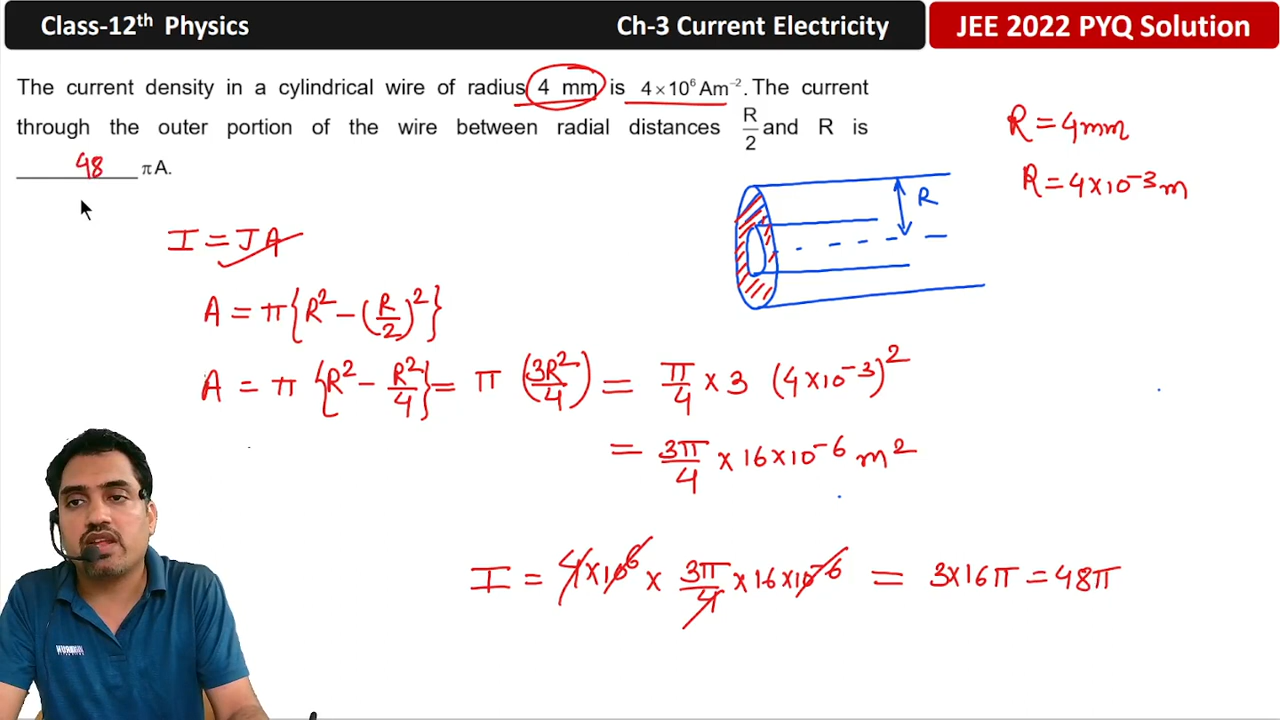 Class-12th Physics
Ch-3 Current Electricity
JEE 2022 PYQ Solution
The current density in a cylindrical wire of radius 4 mm is 4×10⁶ Am⁻². The current
through the outer portion of the wire between radial distances R/2 and R is
48 πA.
R = 4mm
R = 4×10⁻³m
R
I = JA
A = π{R² – (R/2)²}
A = π{R² – R²/4} = π(3R²/4) = π/4 × 3 (4×10⁻³)²
= 3π/4 × 16×10⁻⁶ m²
I = 4×10⁶ × 3π/4 × 16×10⁻⁶ = 3×16π = 48π